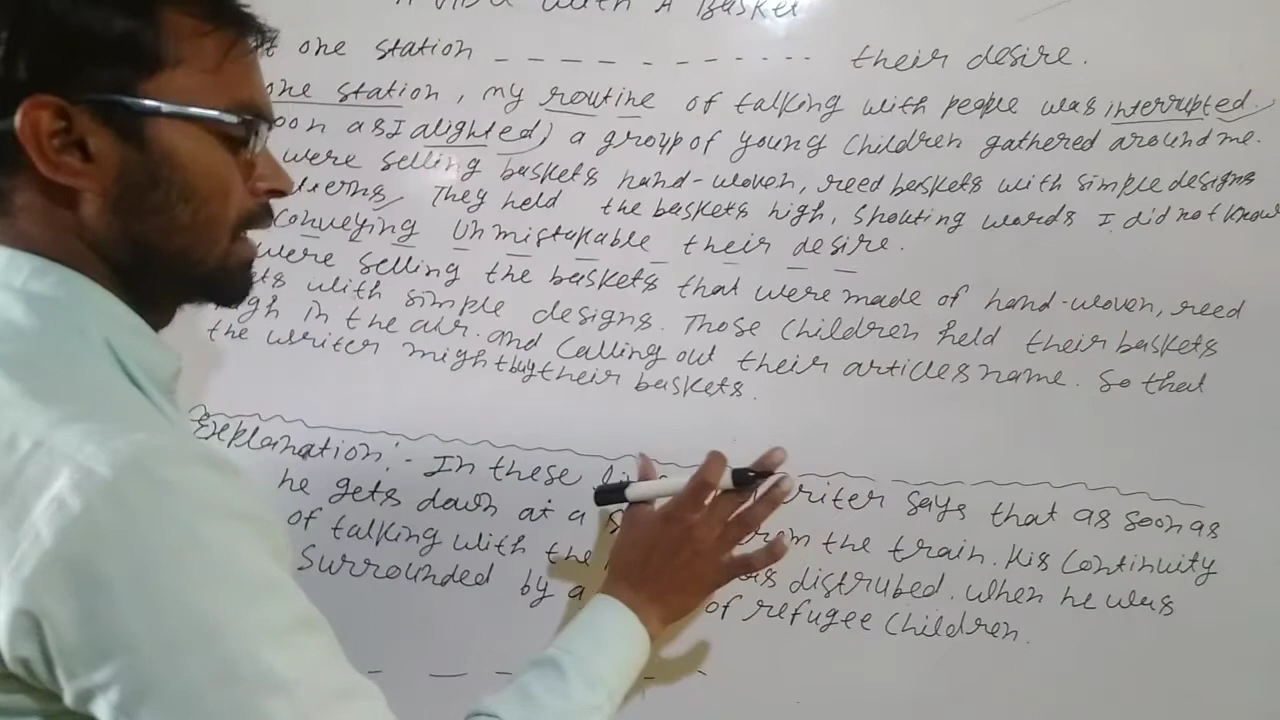 A Basket
one station _ _ _ _ _ _ _ ...... their desire.
one station, my routine of talking with people was interrupted.
as I alighted, a group of young children gathered around me.
were selling baskets hand-woven, reed baskets with simple designs
They held the baskets high, shouting words I did not know
conveying unmistakable their desire.
were selling the baskets that were made of hand-woven, reed
with simple designs. Those children held their baskets
in the air. and calling out their articles name. So that
the writer might buy their baskets.
Explanation:- In these writer says that as soon as
he gets down at a from the train. His continuity
of talking with the distrubed. when he was
surrounded by a of refugee children.